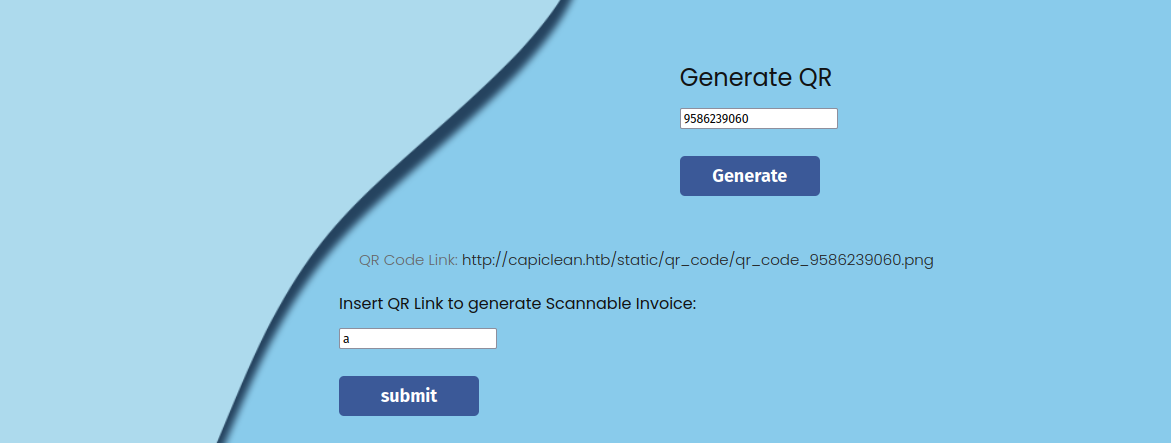 Generate QR
9586239060
Generate
QR Code Link: http://capiclean.htb/static/qr_code/qr_code_9586239060.png
Insert QR Link to generate Scannable Invoice:
a
submit